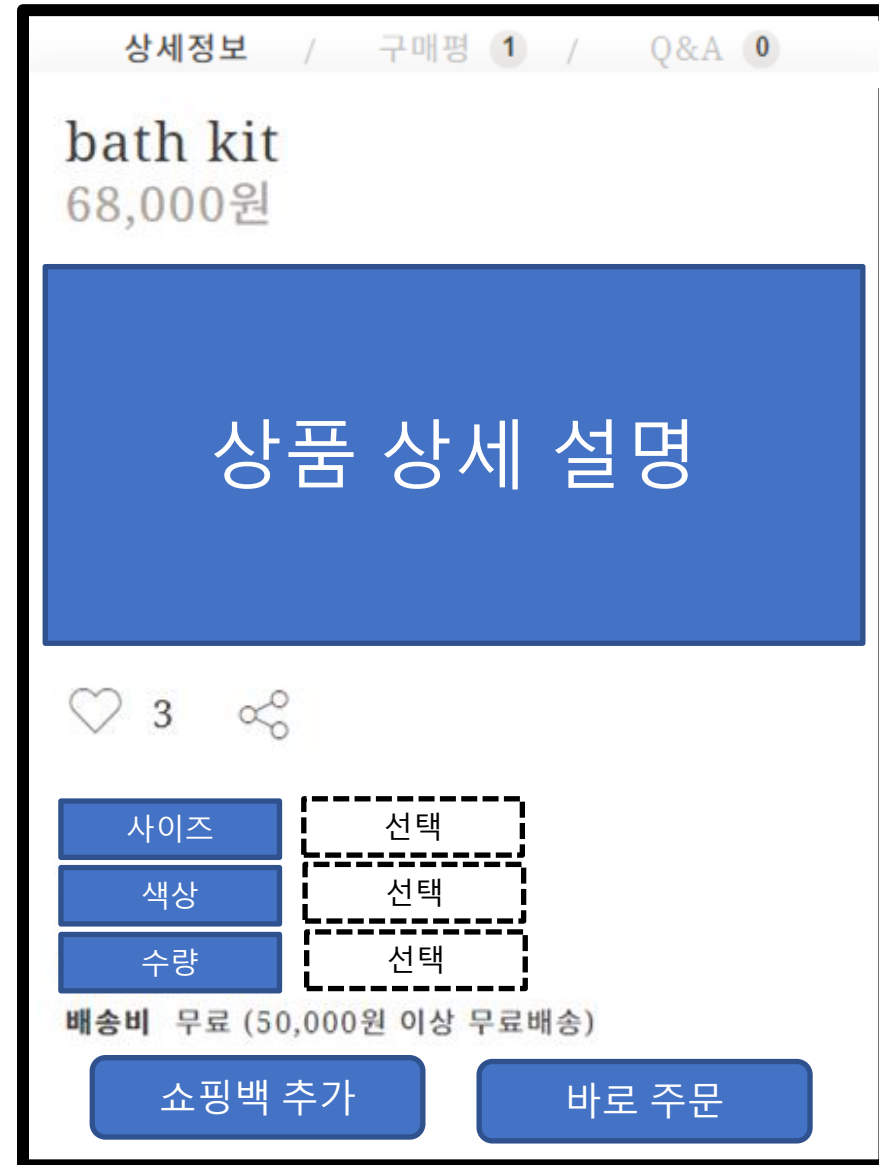 상세정보 / 구매평 1 / Q&A 0
bath kit
68,000원
상품 상세 설명
3
사이즈 선택
색상 선택
수량 선택
배송비 무료 (50,000원 이상 무료배송)
쇼핑백 추가 바로 주문